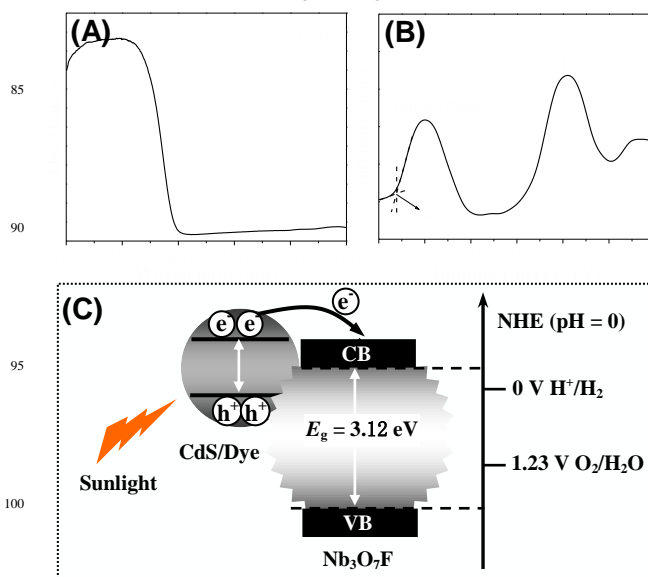 (A)
(B)
85
90
(C)
e⁻ e⁻
e⁻
NHE (pH = 0)
CB
95
0 V H⁺/H₂
h⁺ h⁺
E_g = 3.12 eV
CdS/Dye
1.23 V O₂/H₂O
Sunlight
100
VB
Nb₃O₇F